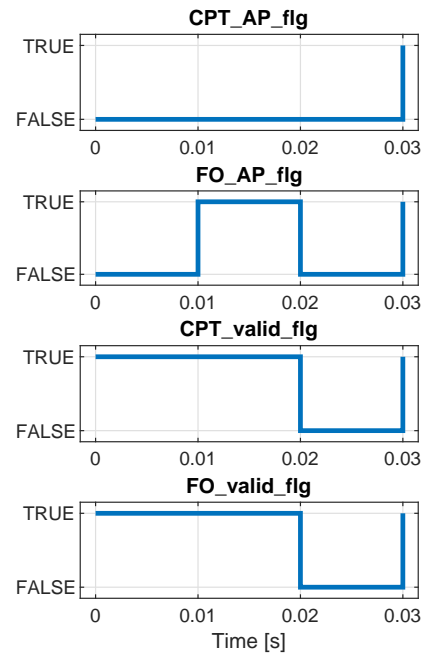 CPT_AP_flg
TRUE
FALSE
0 0.01 0.02 0.03
FO_AP_flg
TRUE
FALSE
0 0.01 0.02 0.03
CPT_valid_flg
TRUE
FALSE
0 0.01 0.02 0.03
FO_valid_flg
TRUE
FALSE
0 0.01 0.02 0.03
Time [s]